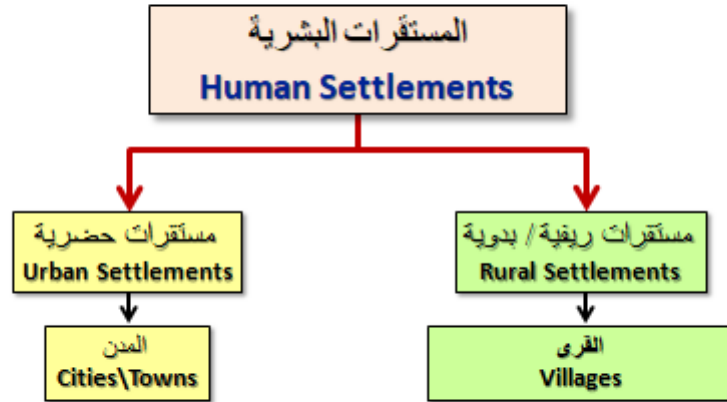 المستقرات البشرية
Human Settlements
مستقرات حضرية
Urban Settlements
مستقرات ريفية / بدوية
Rural Settlements
المدن
Cities\Towns
القرى
Villages